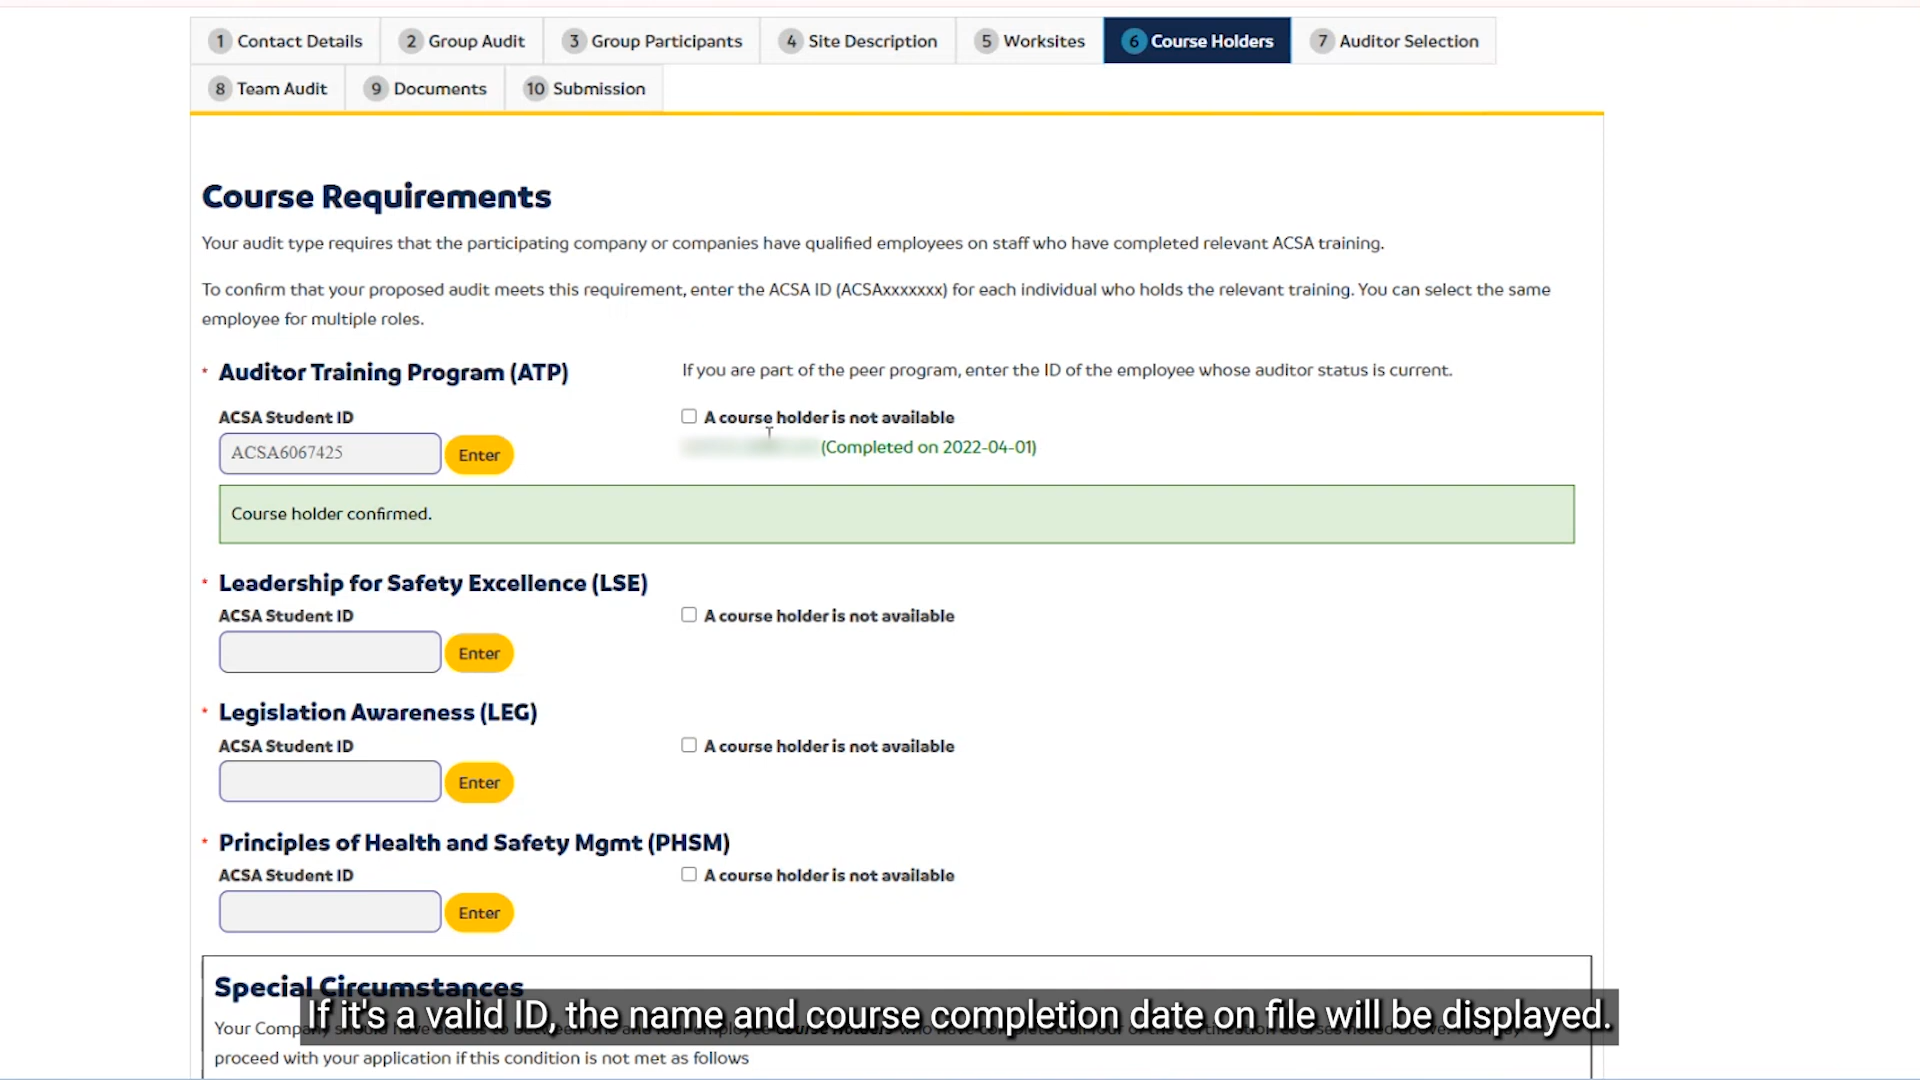 1 Contact Details
2 Group Audit
3 Group Participants
4 Site Description
5 Worksites
6 Course Holders
7 Auditor Selection
8 Team Audit
9 Documents
10 Submission
Course Requirements
Your audit type requires that the participating company or companies have qualified employees on staff who have completed relevant ACSA training.
To confirm that your proposed audit meets this requirement, enter the ACSA ID (ACSAxxxxxxx) for each individual who holds the relevant training. You can select the same
employee for multiple roles.
* Auditor Training Program (ATP)
If you are part of the peer program, enter the ID of the employee whose auditor status is current.
ACSA Student ID
A course holder is not available
ACSA6067425
Enter
(Completed on 2022-04-01)
Course holder confirmed.
* Leadership for Safety Excellence (LSE)
ACSA Student ID
A course holder is not available
Enter
* Legislation Awareness (LEG)
ACSA Student ID
A course holder is not available
Enter
* Principles of Health and Safety Mgmt (PHSM)
ACSA Student ID
A course holder is not available
Enter
Special Circumstances
If it's a valid ID, the name and course completion date on file will be displayed.
Your Company
proceed with your application if this condition is not met as follows